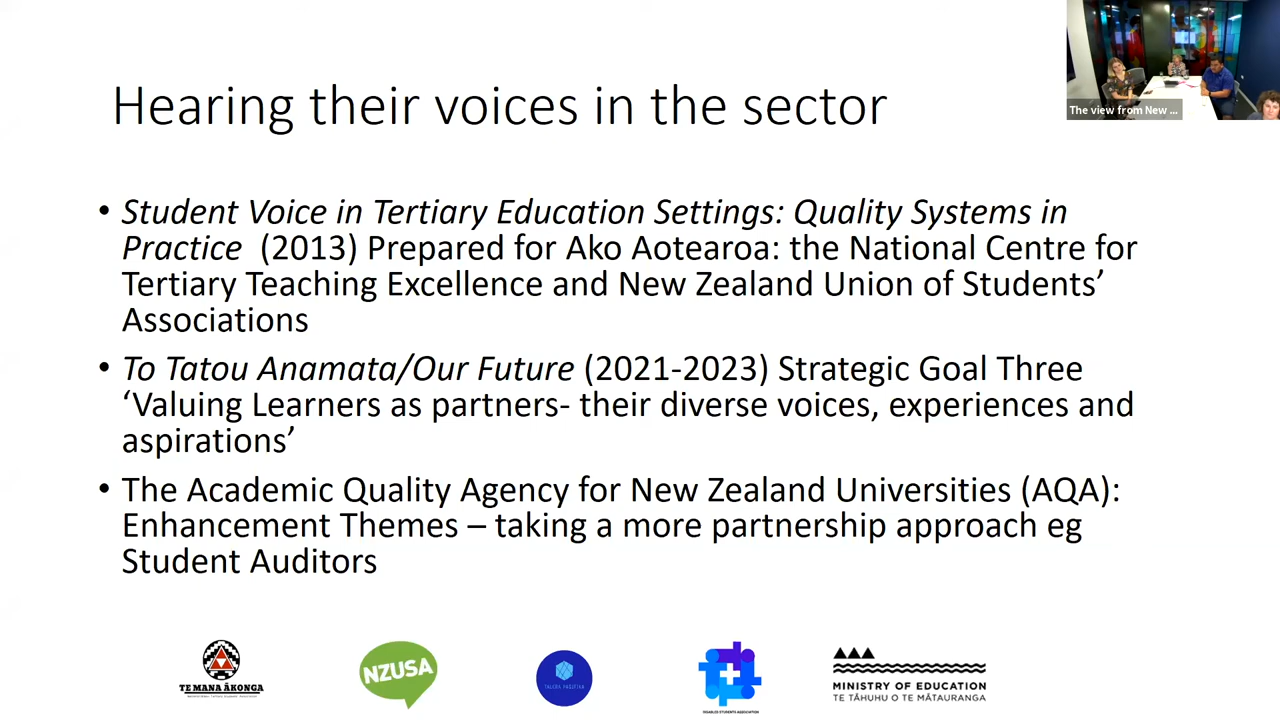 The view from New ...
Hearing their voices in the sector
• Student Voice in Tertiary Education Settings: Quality Systems in
Practice (2013) Prepared for Ako Aotearoa: the National Centre for
Tertiary Teaching Excellence and New Zealand Union of Students’
Associations
• To Tatou Anamata/Our Future (2021-2023) Strategic Goal Three
‘Valuing Learners as partners- their diverse voices, experiences and
aspirations’
• The Academic Quality Agency for New Zealand Universities (AQA):
Enhancement Themes – taking a more partnership approach eg
Student Auditors
TE MANA ĀKONGA
NZUSA
DISABLED STUDENTS ASSOCIATION
MINISTRY OF EDUCATION
TE TĀHUHU O TE MĀTAURANGA